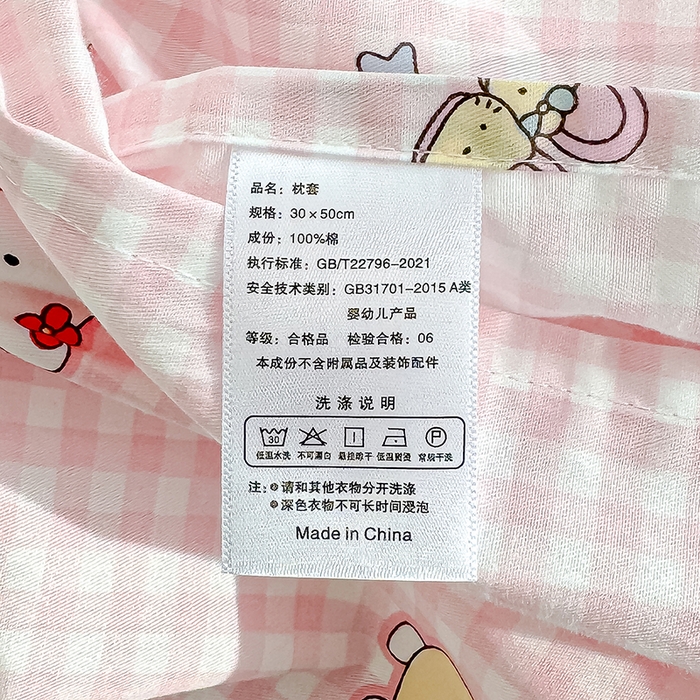 品名：枕套
规格：30×50cm
成份：100%棉
执行标准：GB/T22796-2021
安全技术类别：GB31701-2015 A类
婴幼儿产品
等级：合格品 检验合格：06
本成份不含附属品及装饰配件
洗涤说明
30 P
低温水洗 不可漂白 悬挂晾干 低温熨烫 常规干洗
注：请和其他衣物分开洗涤
深色衣物不可长时间浸泡
Made in China